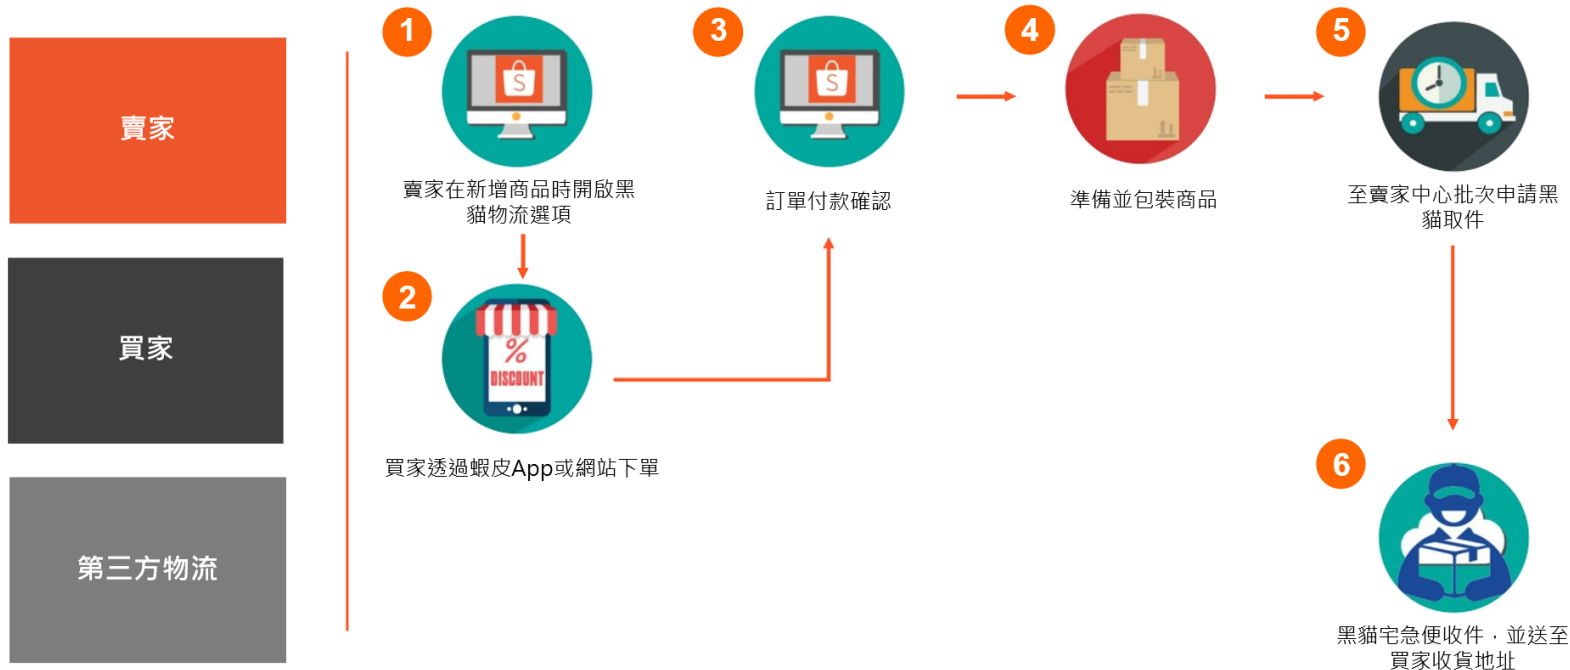 賣家
買家
第三方物流
1
賣家在新增商品時開啟黑
貓物流選項
2
%
DISCOUNT
買家透過蝦皮App或網站下單
3
訂單付款確認
4
準備並包裝商品
5
至賣家中心批次申請黑
貓取件
6
黑貓宅急便收件，並送至
買家收貨地址
S
S